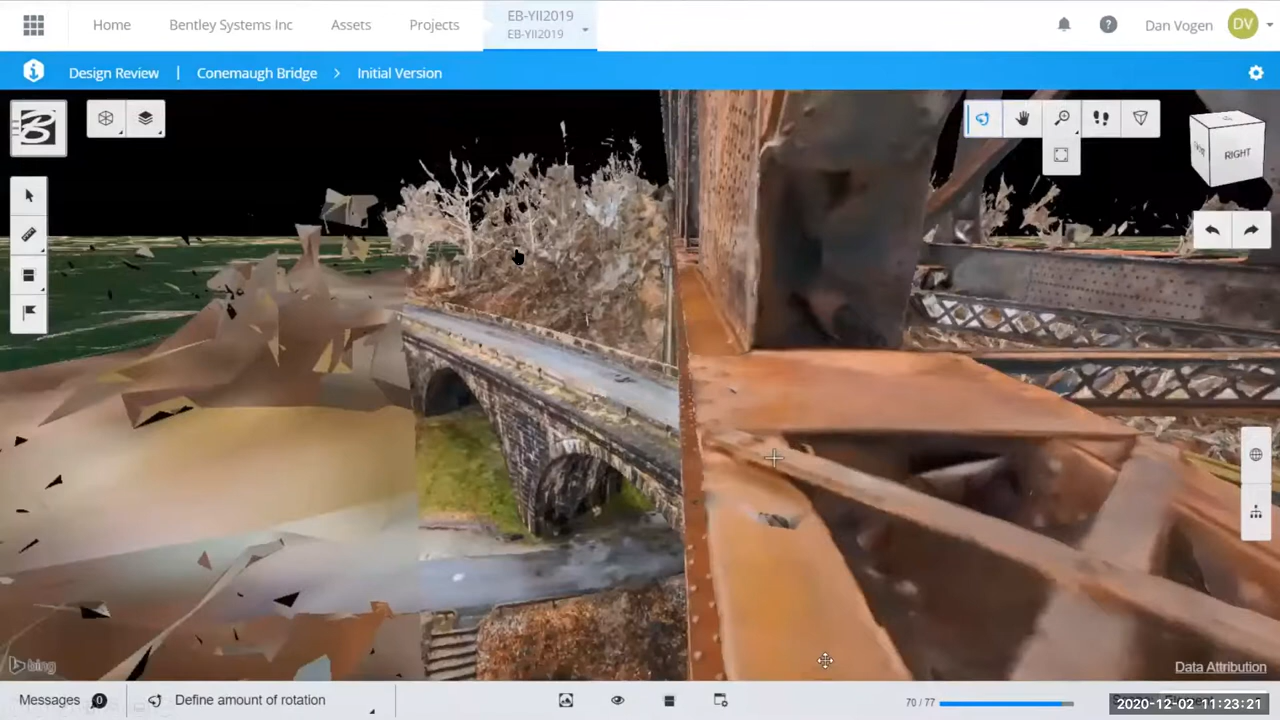 Home
Bentley Systems Inc
Assets
Projects
EB-YII2019
EB-YII2019
Dan Vogen
DV
Design Review
Conemaugh Bridge
Initial Version
RIGHT
bing
Data Attribution
Messages 0
Define amount of rotation
70 / 77
2020-12-02 11:23:21